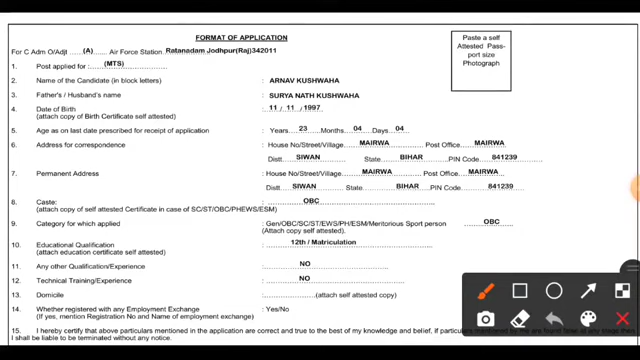 FORMAT OF APPLICATION
For C Adm O/Adjt ......(A)...... Air Force Station: Ratanadam Jodhpur(Raj)342011
Paste a self
Attested Pass-
port size
Photograph
1. Post applied for :......(MTS)......
2. Name of the Candidate (in block letters) : ARNAV KUSHWAHA
3. Father's / Husband's name : SURYA NATH KUSHWAHA
4. Date of Birth : 11 / 11 / 1997
(attach copy of Birth Certificate self attested)
5. Age as on last date prescribed for receipt of application : Years 23 Months 04 Days 04
6. Address for correspondence : House No/Street/Village MAIRWA Post Office MAIRWA
Distt SIWAN State BIHAR PIN Code 841239
7. Permanent Address : House No/Street/Village MAIRWA Post Office MAIRWA
Distt SIWAN State BIHAR 841239
8. Caste : OBC
(attach copy of self attested Certificate in case of SC/ST/OBC/PHEWS/ESM)
9. Category for which applied : Gen/OBC/SC/ST/EWS/PH/ESM/Meritorious Sport person OBC
(Attach copy self attested).
10. Educational Qualification : 12th / Matriculation
(attach education certificate self attested)
11. Any other Qualification/Experience : NO
12. Technical Training/Experience : NO
13. Domicile : (attach self attested copy)
14. Whether registered with any Employment Exchange : Yes/No
(If yes, mention Registration No and Name of employment exchange)
15. I hereby certify that above particulars mentioned in the application are correct and true to the best of my knowledge and belief, if particulars
I shall be liable to be terminated without any notice.